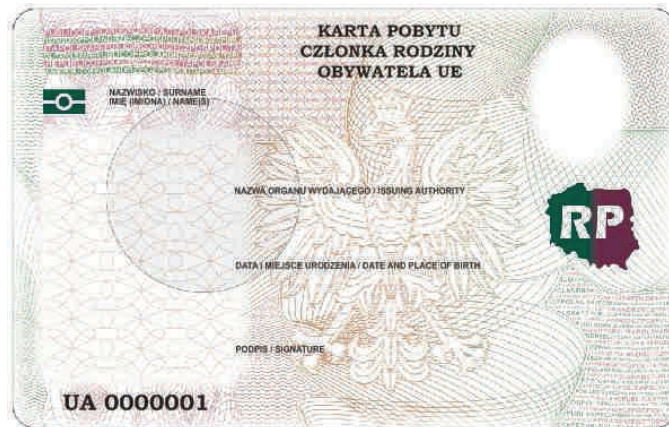 KARTA POBYTU
CZŁONKA RODZINY
OBYWATELA UE
NAZWISKO / SURNAME
IMIĘ (IMIONA) / NAME(S)
NAZWA ORGANU WYDAJĄCEGO / ISSUING AUTHORITY
RP
DATA I MIEJSCE URODZENIA / DATE AND PLACE OF BIRTH
PODPIS / SIGNATURE
UA 0000001